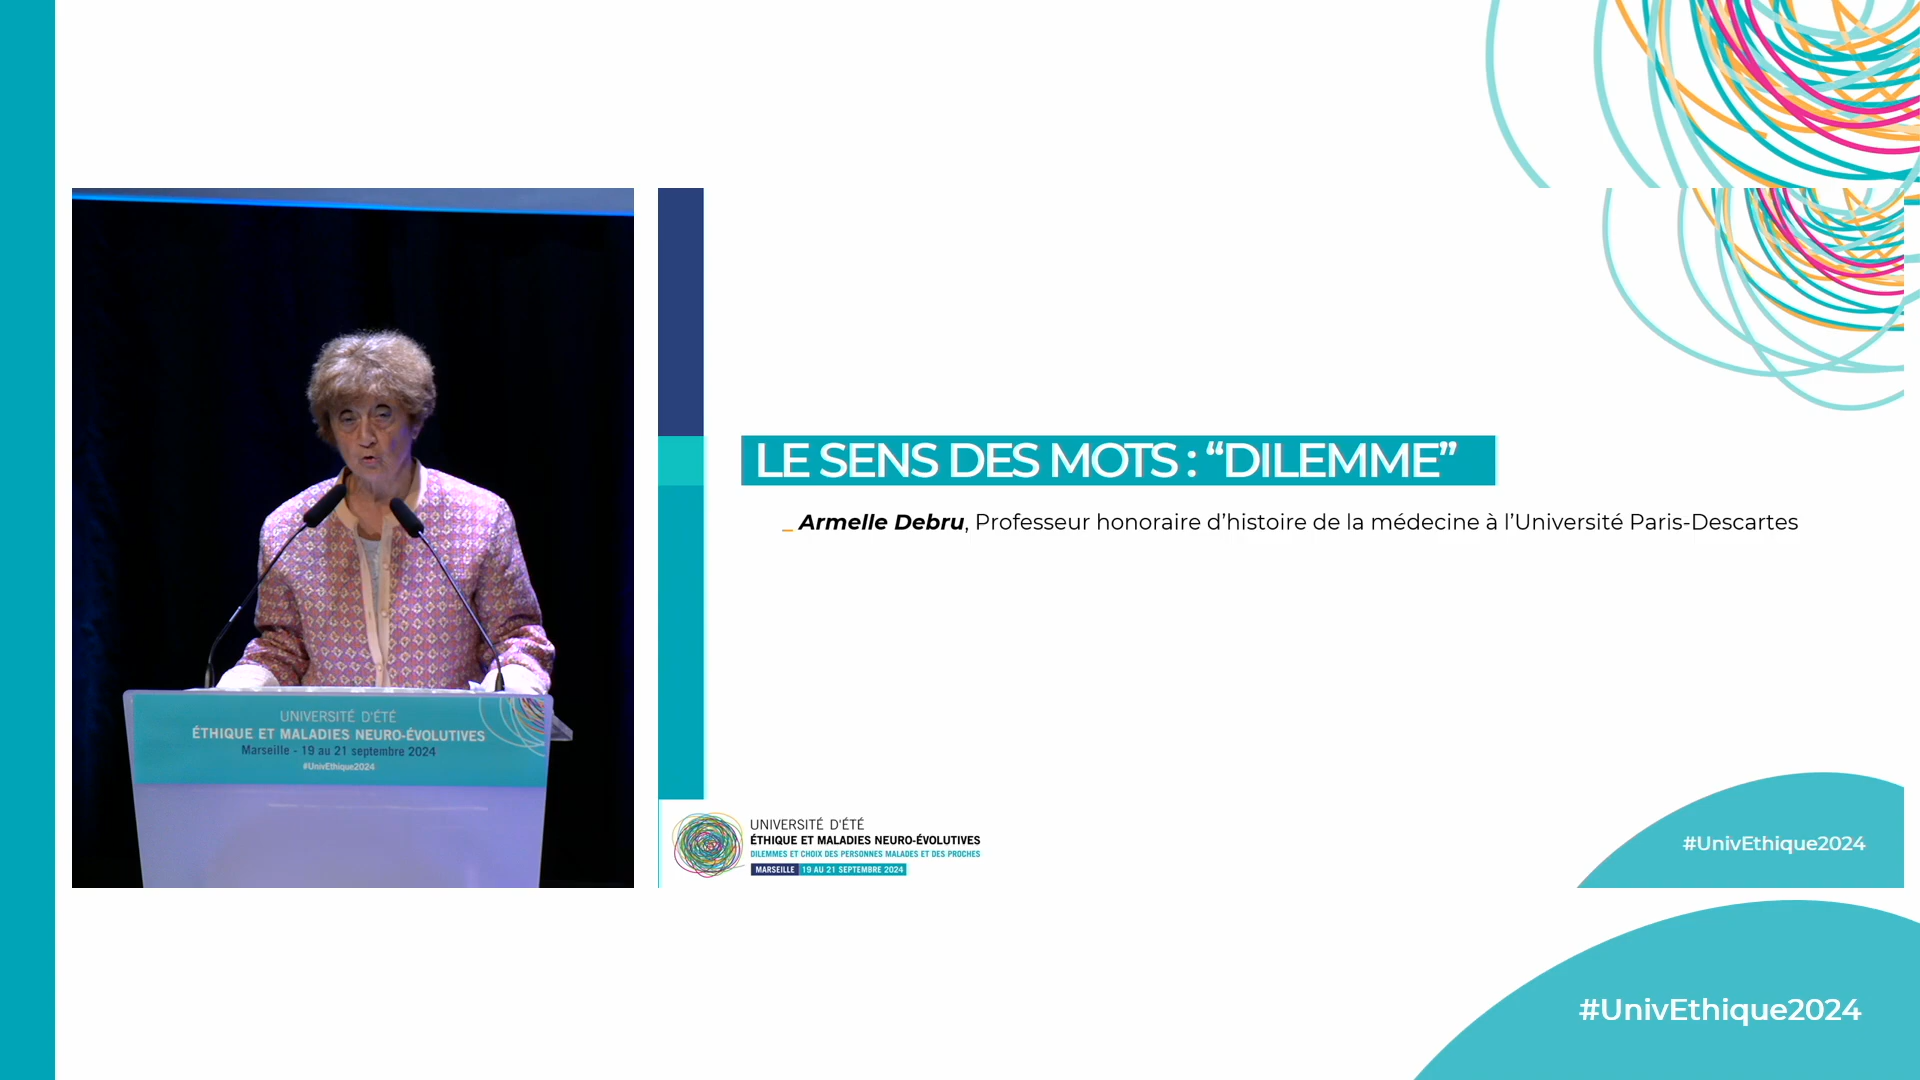 UNIVERSITÉ D'ÉTÉ
ÉTHIQUE ET MALADIES NEURO-ÉVOLUTIVES
Marseille - 19 au 21 septembre 2024
#UnivEthique2024
LE SENS DES MOTS : “DILEMME”
_ Armelle Debru, Professeur honoraire d’histoire de la médecine à l’Université Paris-Descartes
UNIVERSITÉ D'ÉTÉ
ÉTHIQUE ET MALADIES NEURO-ÉVOLUTIVES
DILEMMES ET CHOIX DES PERSONNES MALADES ET DES PROCHES
MARSEILLE 19 AU 21 SEPTEMBRE 2024
#UnivEthique2024
#UnivEthique2024